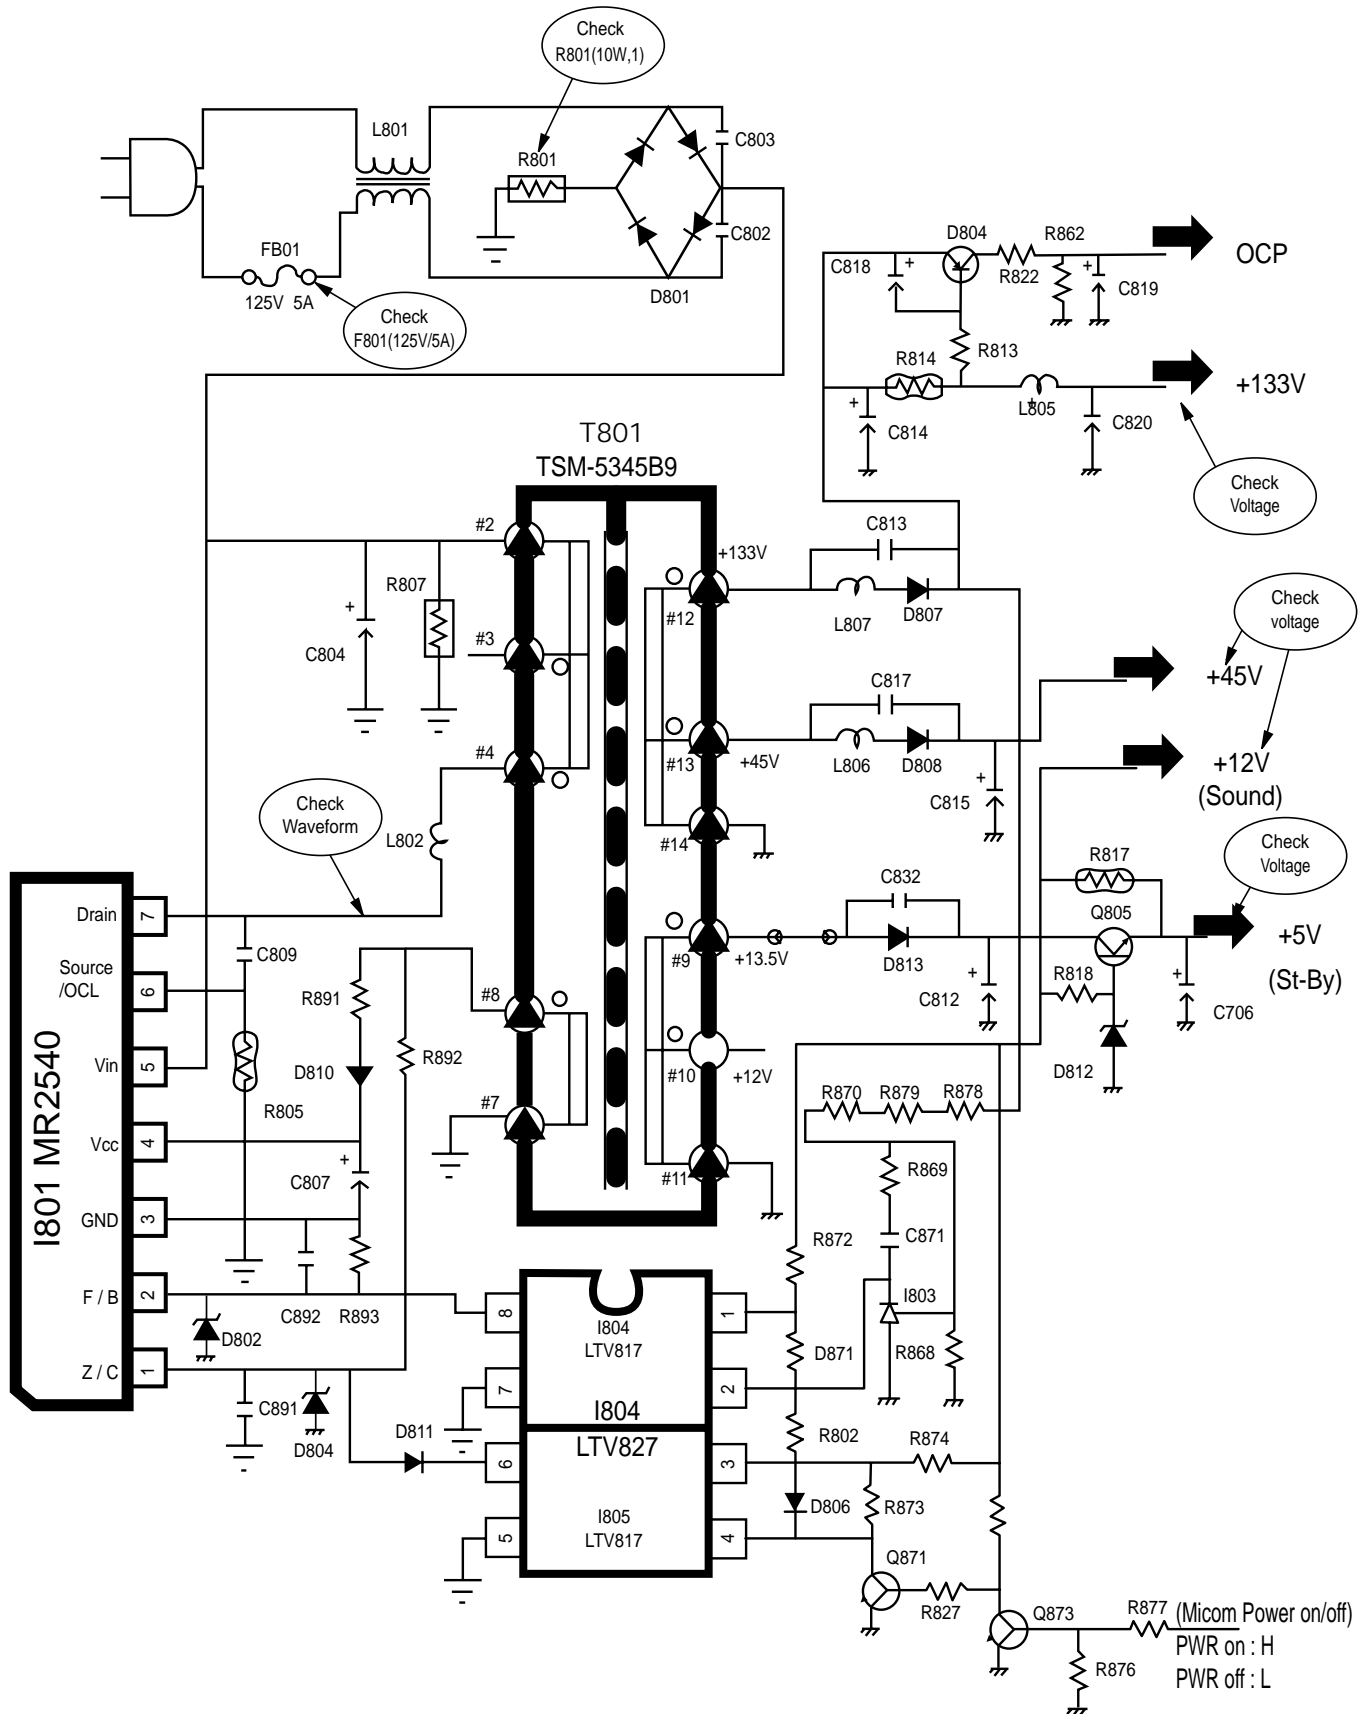 Check
R801(10W,1)
L801
C803
R801
C802
FB01
125V 5A
D801
Check
F801(125V/5A)
D804
R862
OCP
C818
+
R822
+
C819
R814
R813
+133V
+
C814
L805
+
C820
Check
Voltage
T801
TSM-5345B9
#2
C813
+133V
R807
+
C804
#3
#12
L807
D807
Check
voltage
+45V
C817
#4
#13
+45V
L806
D808
+12V
(Sound)
Check
Waveform
L802
+
C815
#14
Check
Voltage
R817
C832
Drain
7
Q805
+5V
(St-By)
C809
#9
+13.5V
D813
Source
/OCL
6
R818
+
C812
+
C706
R891
#8
I801 MR2540
Vin
5
R892
D810
#10
+12V
D812
R805
#7
R870
R879
R878
Vcc
4
R869
+
C807
#11
GND
3
R872
C871
F / B
2
I803
8
I804
LTV817
1
D802
C892
R893
D871
R868
Z / C
1
7
2
C891
I804
D804
D811
LTV827
R802
R874
6
3
D806
R873
I805
LTV817
5
4
Q871
R827
Q873
R877
(Micom Power on/off)
PWR on : H
R876
PWR off : L